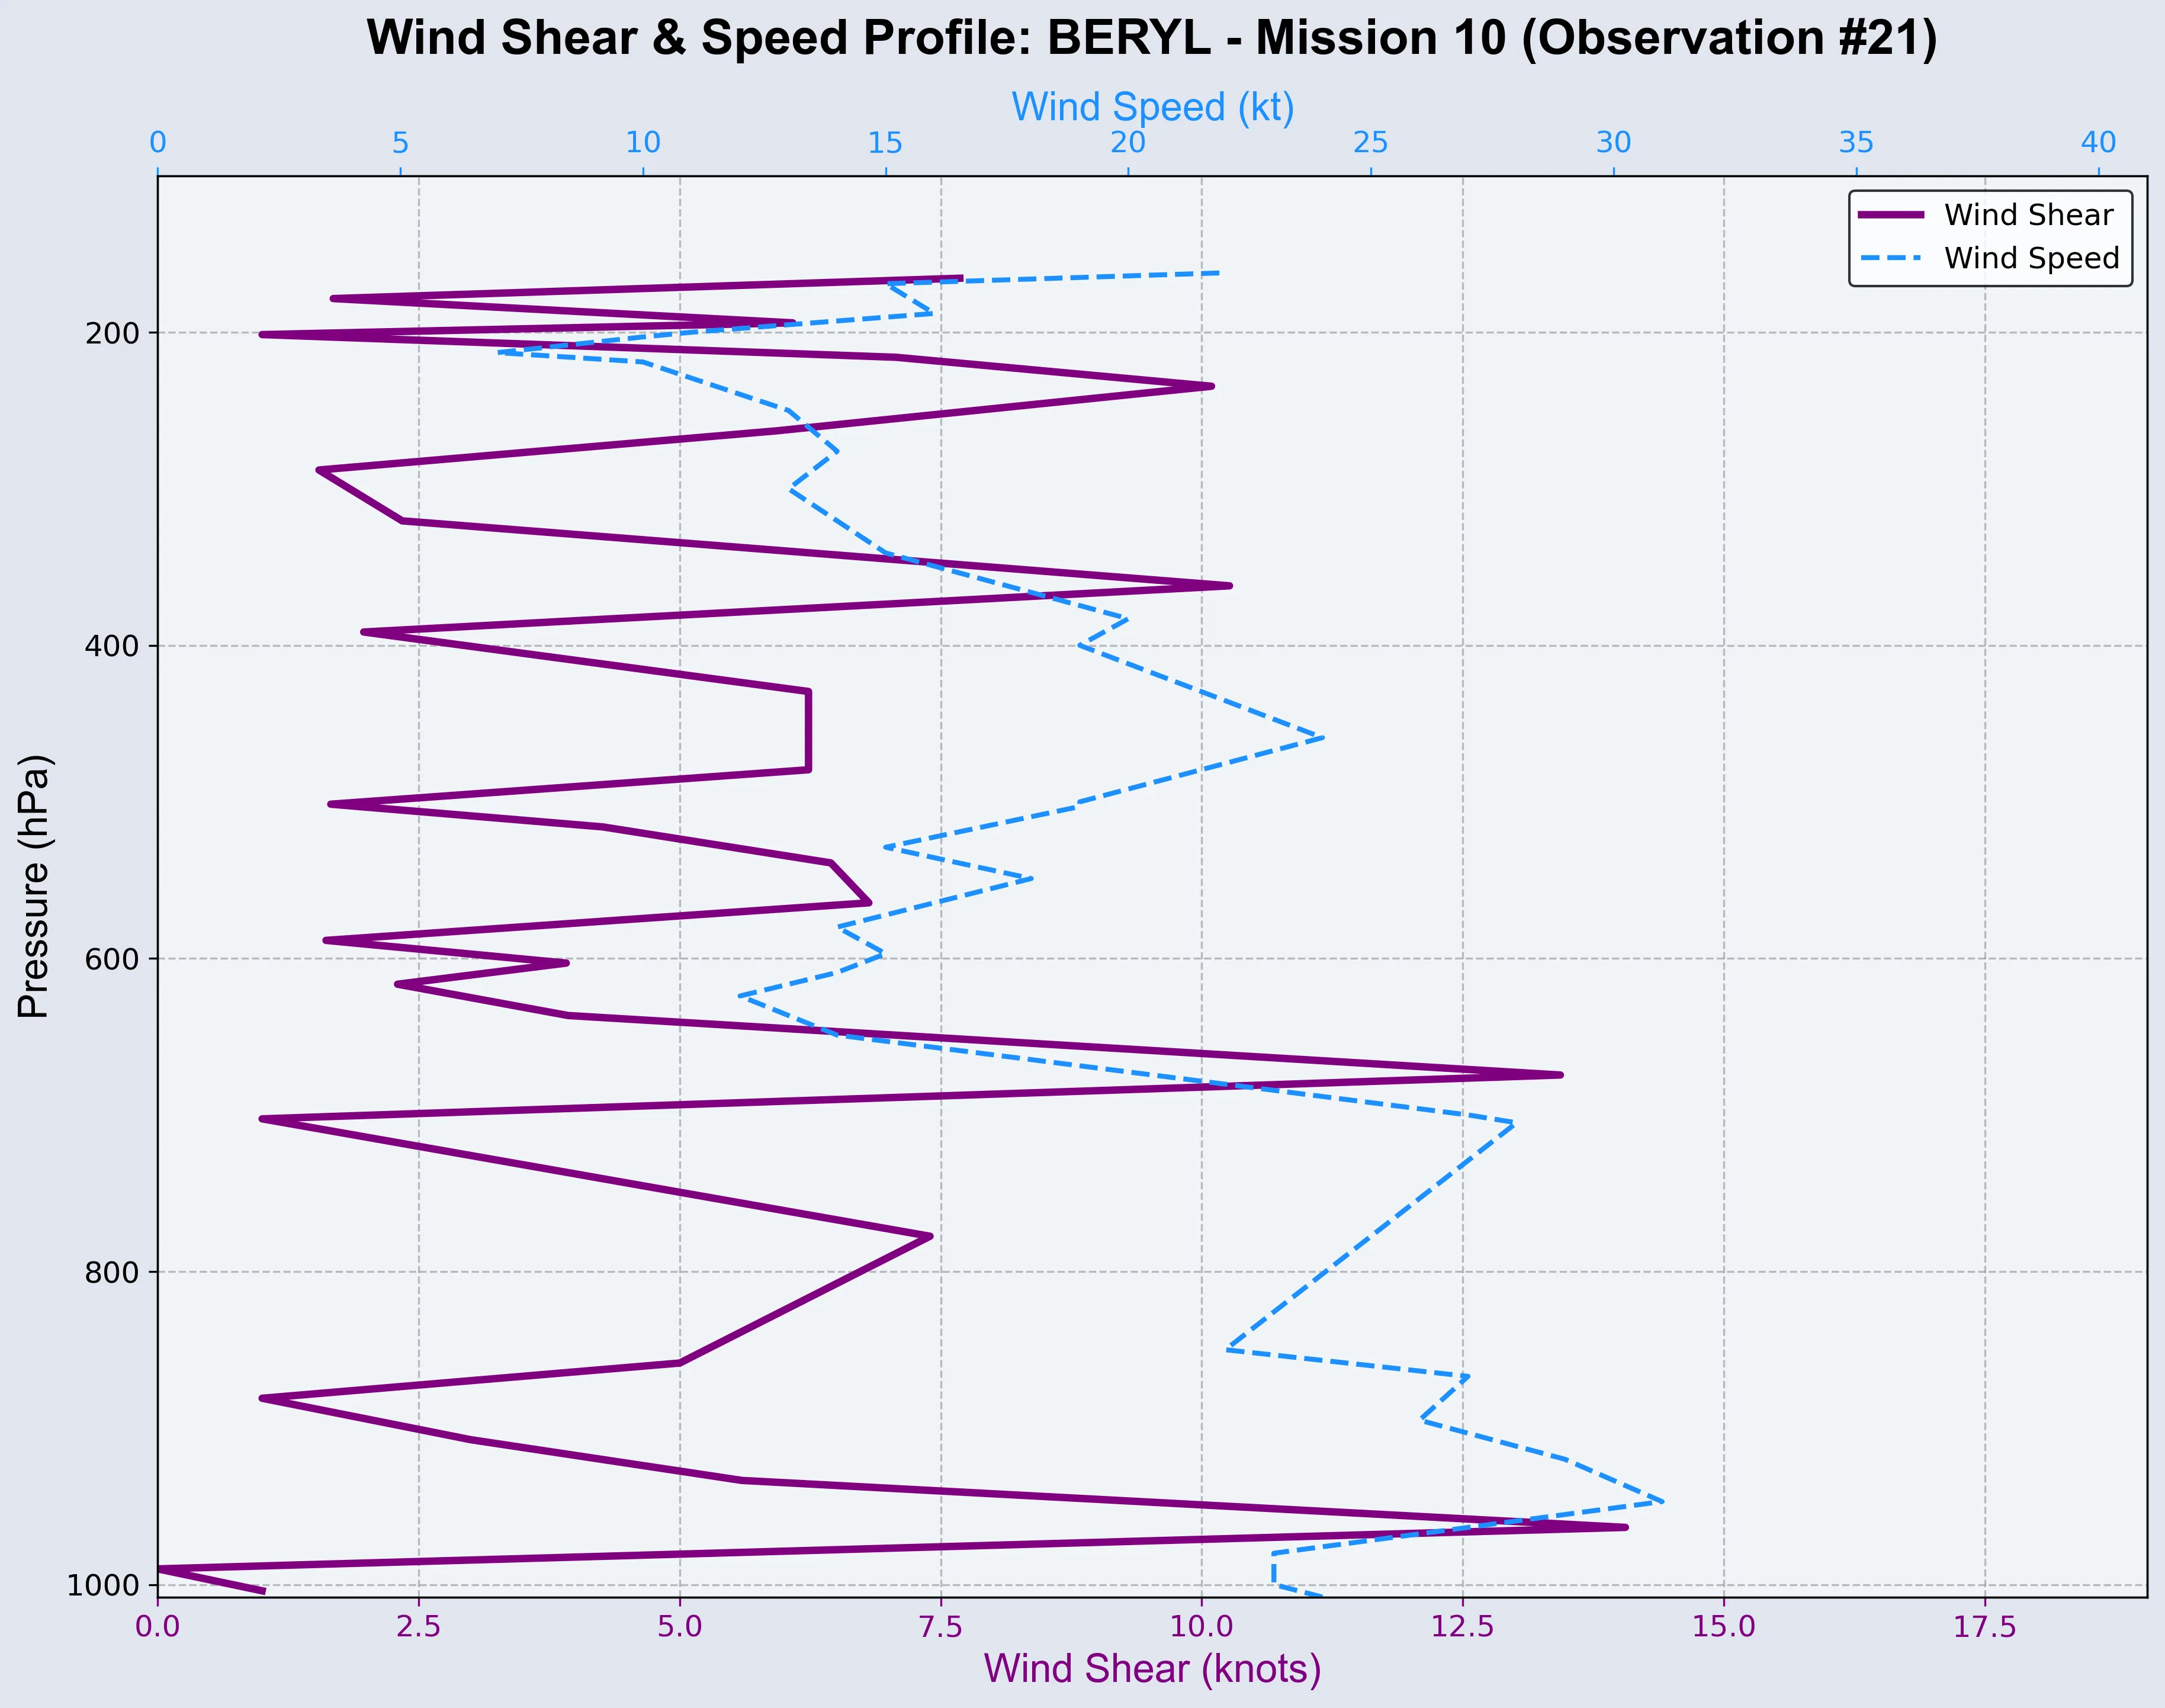 Wind Shear & Speed Profile: BERYL - Mission 10 (Observation #21)
Wind Speed (kt)
0 5 10 15 20 25 30 35 40
Wind Shear
Wind Speed
Pressure (hPa)
200
400
600
800
1000
0.0 2.5 5.0 7.5 10.0 12.5 15.0 17.5
Wind Shear (knots)